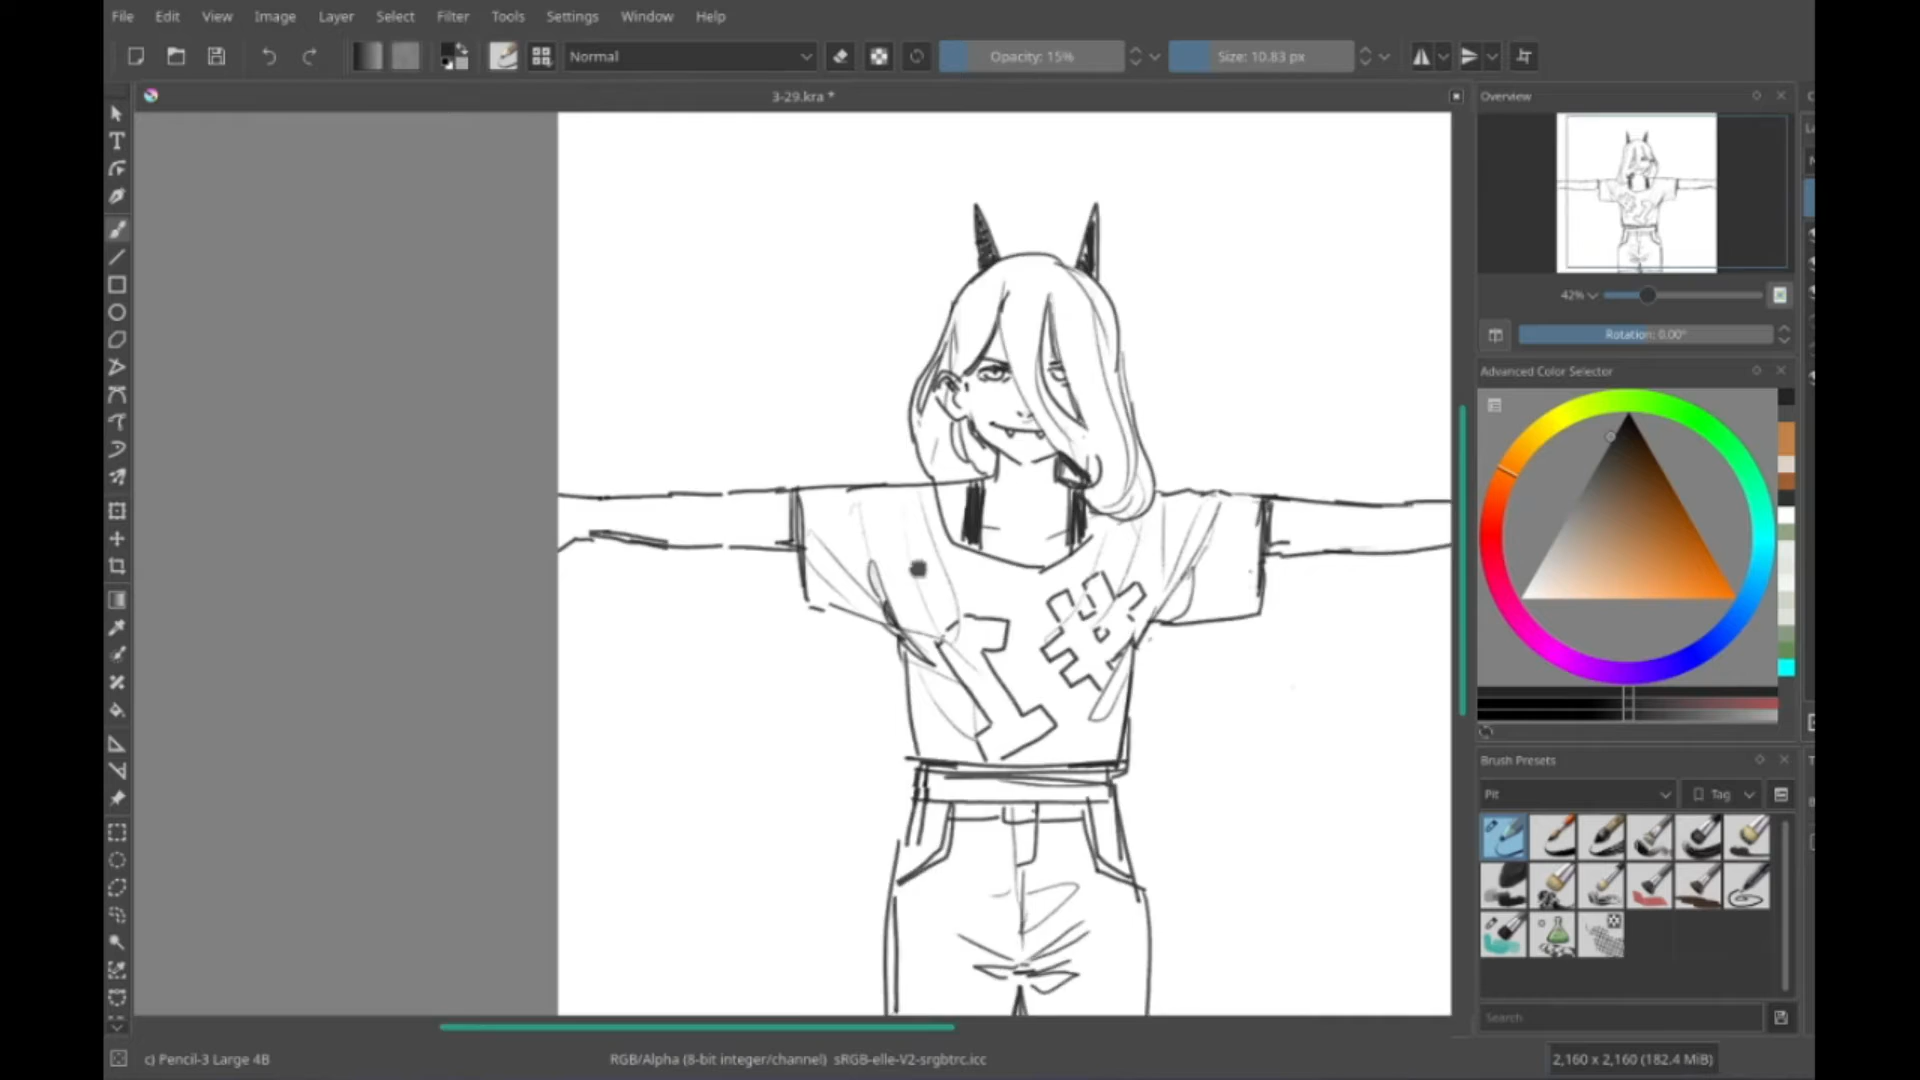 File Edit View Image Layer Select Filter Tools Settings Window Help
Normal Opacity: 15% Size: 10.83 px
3-29.kra *
Overview
42%
Rotation: 0.00°
Advanced Color Selector
1#
Brush Presets
Pit Tag
Search
c) Pencil-3 Large 4B RGB/Alpha (8-bit integer/channel) sRGB-elle-V2-srgbtrc.icc 2,160 x 2,160 (182.4 MiB)